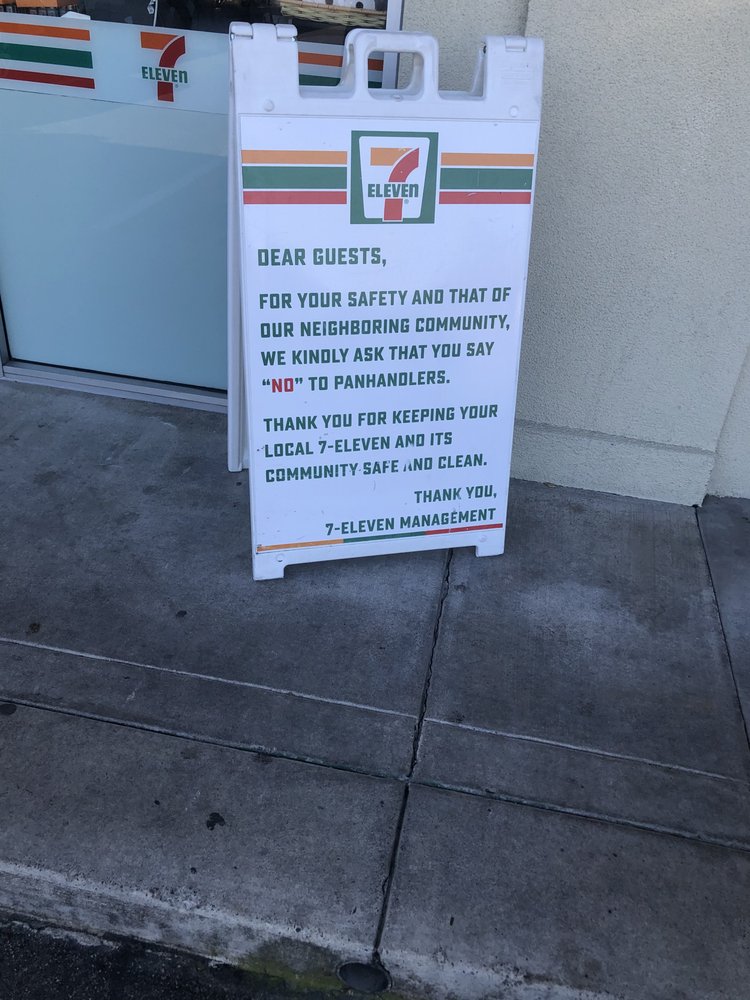 7
ELEVEN
7
ELEVEN
DEAR GUESTS,
FOR YOUR SAFETY AND THAT OF
OUR NEIGHBORING COMMUNITY,
WE KINDLY ASK THAT YOU SAY
“NO” TO PANHANDLERS.
THANK YOU FOR KEEPING YOUR
LOCAL 7-ELEVEN AND ITS
COMMUNITY SAFE AND CLEAN.
THANK YOU,
7-ELEVEN MANAGEMENT